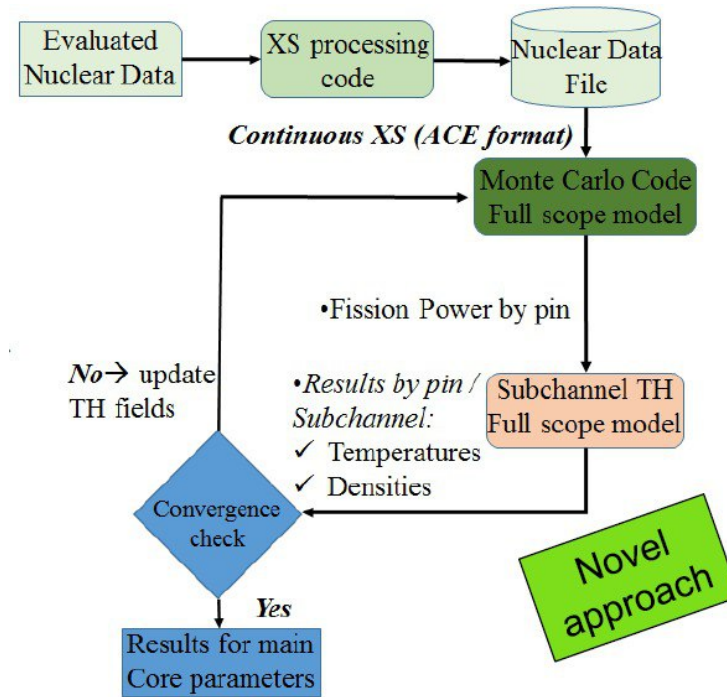 Evaluated
Nuclear Data
XS processing
code
Nuclear Data
File
Continuous XS (ACE format)
Monte Carlo Code
Full scope model
•Fission Power by pin
No→ update
TH fields
•Results by pin /
Subchannel:
✓ Temperatures
✓ Densities
Subchannel TH
Full scope model
Convergence
check
Novel
approach
Yes
Results for main
Core parameters